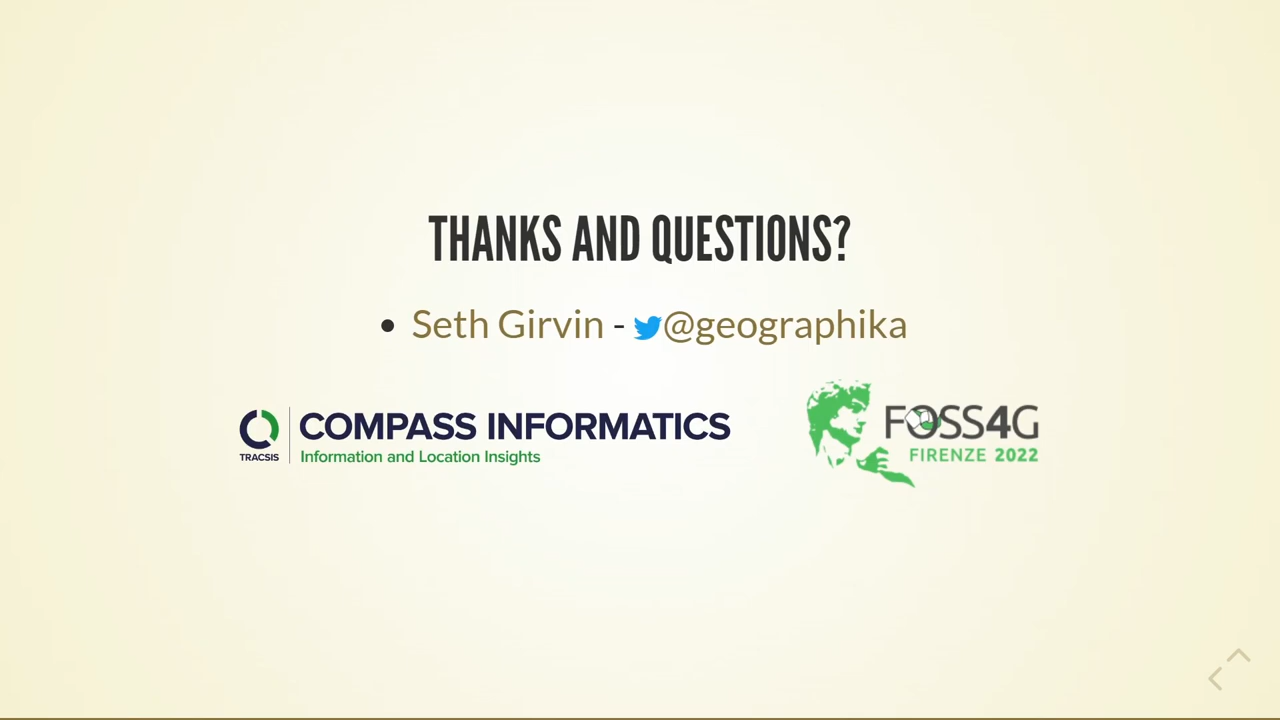 THANKS AND QUESTIONS?
• Seth Girvin - @geographika
TRACSIS
COMPASS INFORMATICS
Information and Location Insights
FOSS4G
FIRENZE 2022